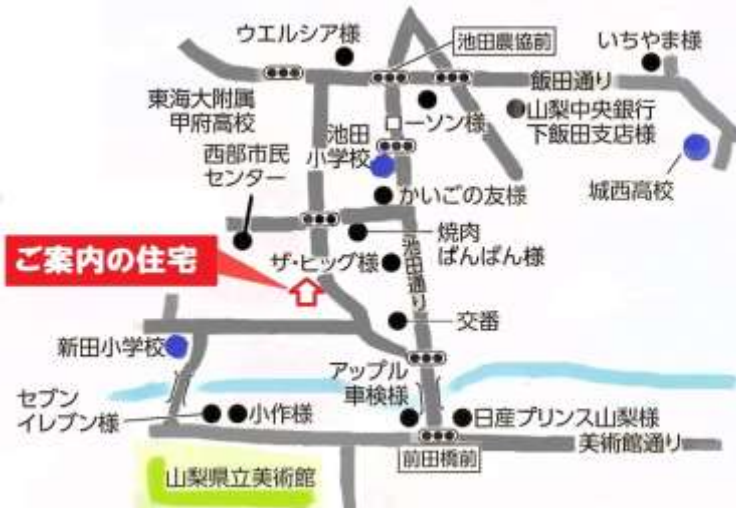 ウエルシア様
池田農協前
いちやま様
飯田通り
東海大附属
甲府高校
ーソン様
山梨中央銀行
下飯田支店様
池田
小学校
西部市民
センター
城西高校
かいごの友様
焼肉
ばんばん様
ご案内の住宅
ザ・ビッグ様
池田通り
交番
新田小学校
アップル
車検様
セブン
イレブン様
小作様
日産プリンス山梨様
美術館通り
前田橋前
山梨県立美術館